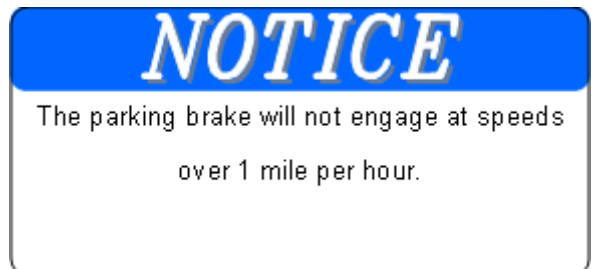 NOTICE
The parking brake will not engage at speeds
over 1 mile per hour.